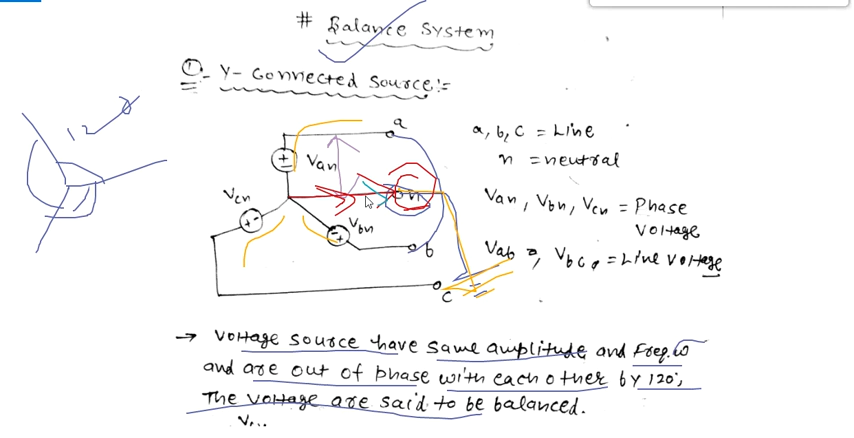 # Balance System
①- Y- Connected Source:-
120
a
a, b, c = Line
n = neutral
Van
n
Vcn
Vbn
Van, Vbn, Vcn = Phase
Voltage
b
Vab , Vbc = Line voltage
c
→ Voltage source have same amplitude and Freq. ω
and are out of phase with each other by 120°,
The voltage are said to be balanced.